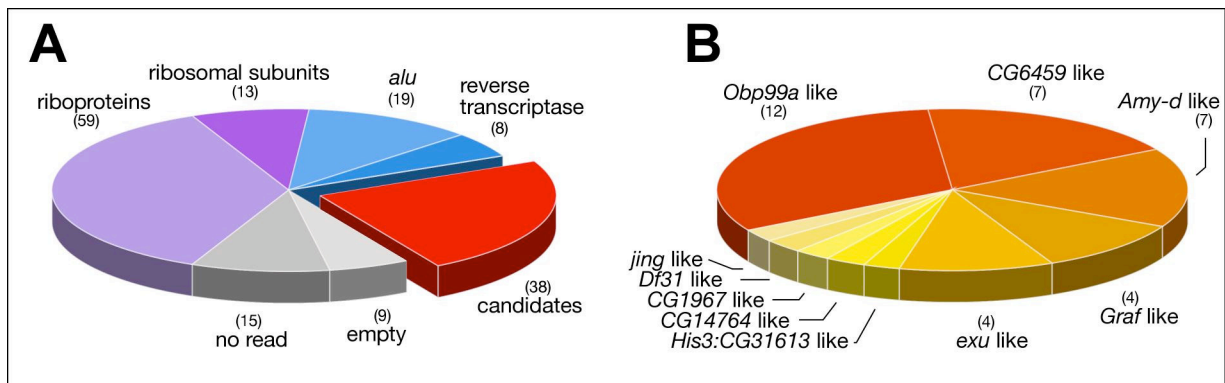 A
riboproteins
(59)
ribosomal subunits
(13)
alu
(19)
reverse
transcriptase
(8)
(38)
candidates
(9)
empty
(15)
no read
B
Obp99a like
(12)
CG6459 like
(7)
Amy-d like
(7)
(4)
Graf like
(4)
exu like
jing like
Df31 like
CG1967 like
CG14764 like
His3:CG31613 like